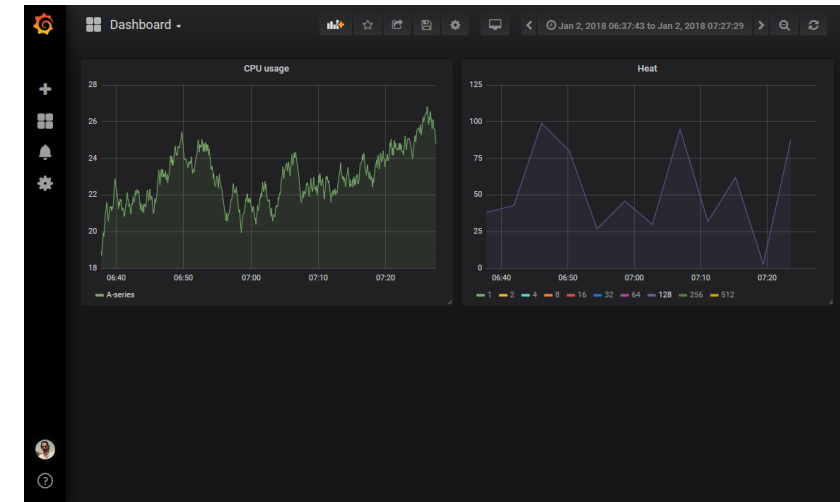 Dashboard
Jan 2, 2018 06:37:43 to Jan 2, 2018 07:27:29
CPU usage
28
26
24
22
20
18
06:40 06:50 07:00 07:10 07:20
A-series
Heat
125
100
75
50
25
0
06:40 06:50 07:00 07:10 07:20
1 2 4 8 16 32 64 128 256 512
?